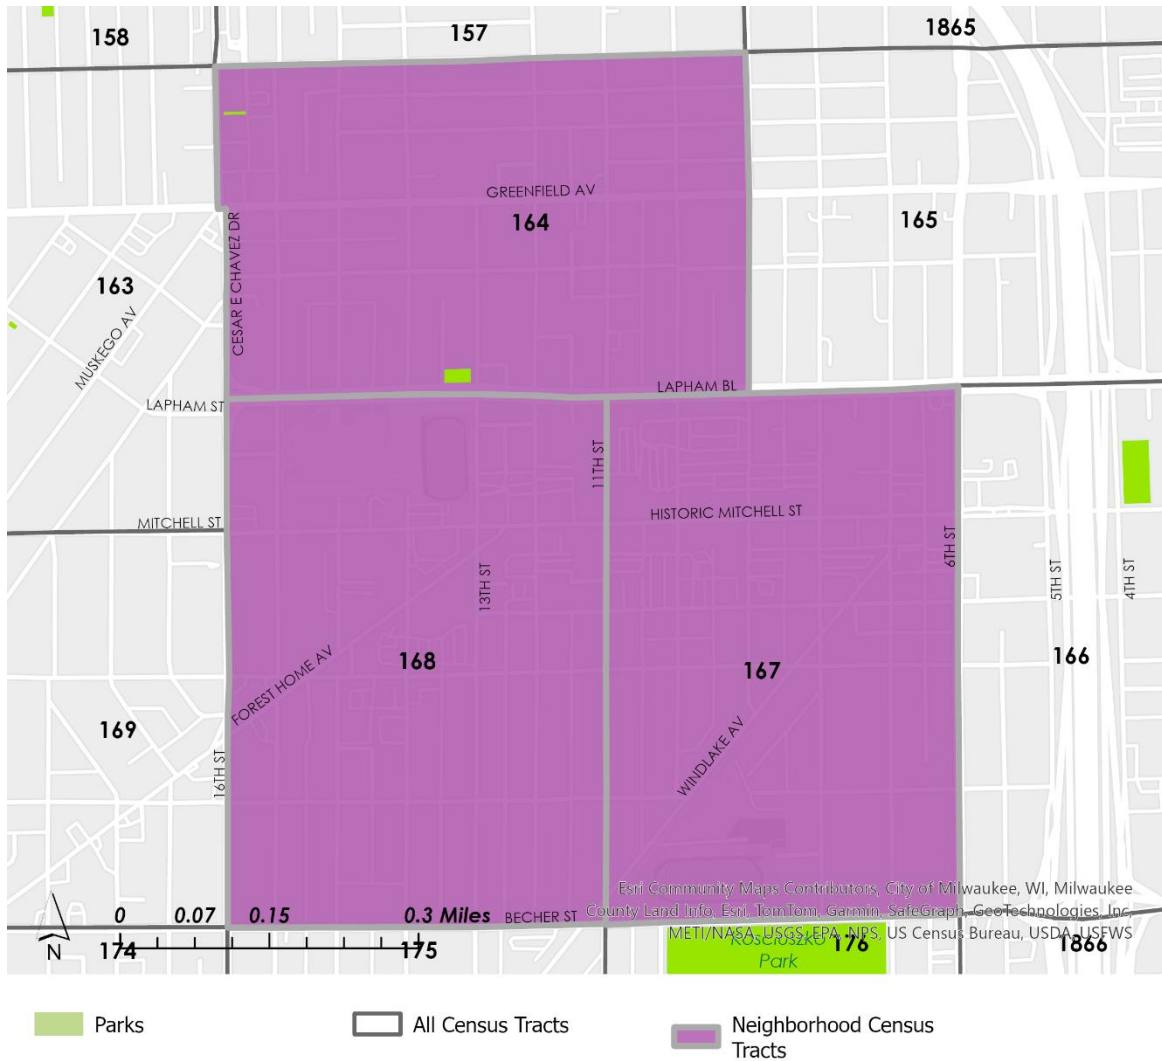 158
157
1865
GREENFIELD AV
164
165
163
CESAR E CHAVEZ DR
MUSKEGO AV
LAPHAM ST
LAPHAM BL
11TH ST
HISTORIC MITCHELL ST
MITCHELL ST
6TH ST
13TH ST
5TH ST
4TH ST
168
167
166
FOREST HOME AV
169
WINDLAKE AV
16TH ST
Esri Community Maps Contributors, City of Milwaukee, WI, Milwaukee
County Land Info, Esri, TomTom, Garmin, SafeGraph, GeoTechnologies, Inc,
METI/NASA, USGS, EPA, NPS, US Census Bureau, USDA, USFWS
0 0.07 0.15 0.3 Miles
BECHER ST
N
174
175
Kosciuszko
Park
176
1866
Parks
All Census Tracts
Neighborhood Census
Tracts